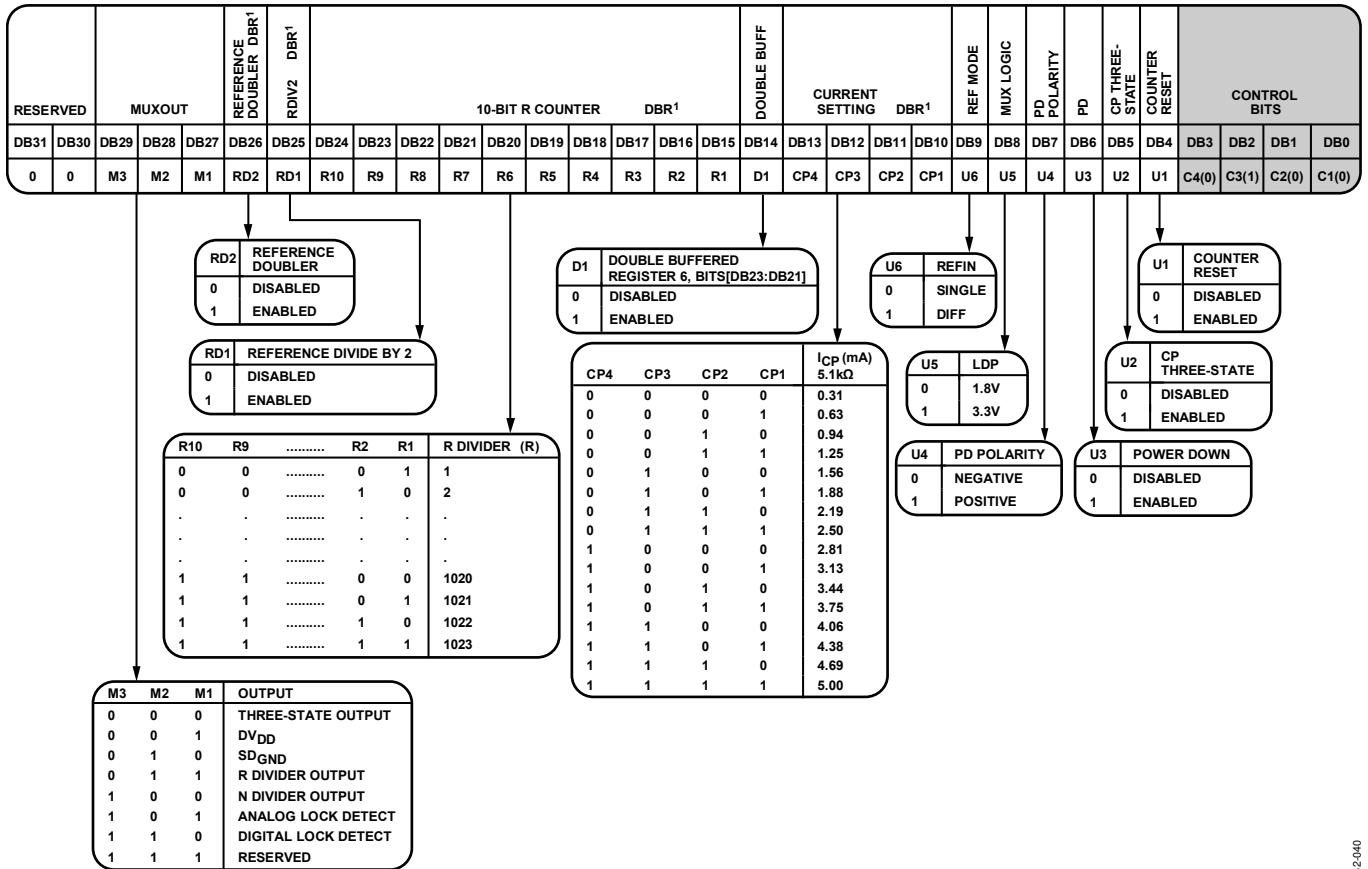 RESERVED MUXOUT REFERENCE DOUBLER DBR1 RDIV2 DBR1 10-BIT R COUNTER DBR1 DOUBLE BUFF CURRENT SETTING DBR1 REF MODE MUX LOGIC PD POLARITY PD CP THREE-STATE COUNTER RESET CONTROL BITS
DB31 DB30 DB29 DB28 DB27 DB26 DB25 DB24 DB23 DB22 DB21 DB20 DB19 DB18 DB17 DB16 DB15 DB14 DB13 DB12 DB11 DB10 DB9 DB8 DB7 DB6 DB5 DB4 DB3 DB2 DB1 DB0
0 0 M3 M2 M1 RD2 RD1 R10 R9 R8 R7 R6 R5 R4 R3 R2 R1 D1 CP4 CP3 CP2 CP1 U6 U5 U4 U3 U2 U1 C4(0) C3(1) C2(0) C1(0)
RD2 REFERENCE DOUBLER
0 DISABLED
1 ENABLED
RD1 REFERENCE DIVIDE BY 2
0 DISABLED
1 ENABLED
R10 R9 .......... R2 R1 R DIVIDER (R)
0 0 .......... 0 1 1
0 0 .......... 1 0 2
. . .......... . . .
. . .......... . . .
. . .......... . . .
1 1 .......... 0 0 1020
1 1 .......... 0 1 1021
1 1 .......... 1 0 1022
1 1 .......... 1 1 1023
M3 M2 M1 OUTPUT
0 0 0 THREE-STATE OUTPUT
0 0 1 DVDD
0 1 0 SDGND
0 1 1 R DIVIDER OUTPUT
1 0 0 N DIVIDER OUTPUT
1 0 1 ANALOG LOCK DETECT
1 1 0 DIGITAL LOCK DETECT
1 1 1 RESERVED
D1 DOUBLE BUFFERED
REGISTER 6, BITS[DB23:DB21]
0 DISABLED
1 ENABLED
CP4 CP3 CP2 CP1 ICP (mA) 5.1kΩ
0 0 0 0 0.31
0 0 0 1 0.63
0 0 1 0 0.94
0 0 1 1 1.25
0 1 0 0 1.56
0 1 0 1 1.88
0 1 1 0 2.19
0 1 1 1 2.50
1 0 0 0 2.81
1 0 0 1 3.13
1 0 1 0 3.44
1 0 1 1 3.75
1 1 0 0 4.06
1 1 0 1 4.38
1 1 1 0 4.69
1 1 1 1 5.00
U6 REFIN
0 SINGLE
1 DIFF
U5 LDP
0 1.8V
1 3.3V
U4 PD POLARITY
0 NEGATIVE
1 POSITIVE
U3 POWER DOWN
0 DISABLED
1 ENABLED
U2 CP THREE-STATE
0 DISABLED
1 ENABLED
U1 COUNTER RESET
0 DISABLED
1 ENABLED
2-040